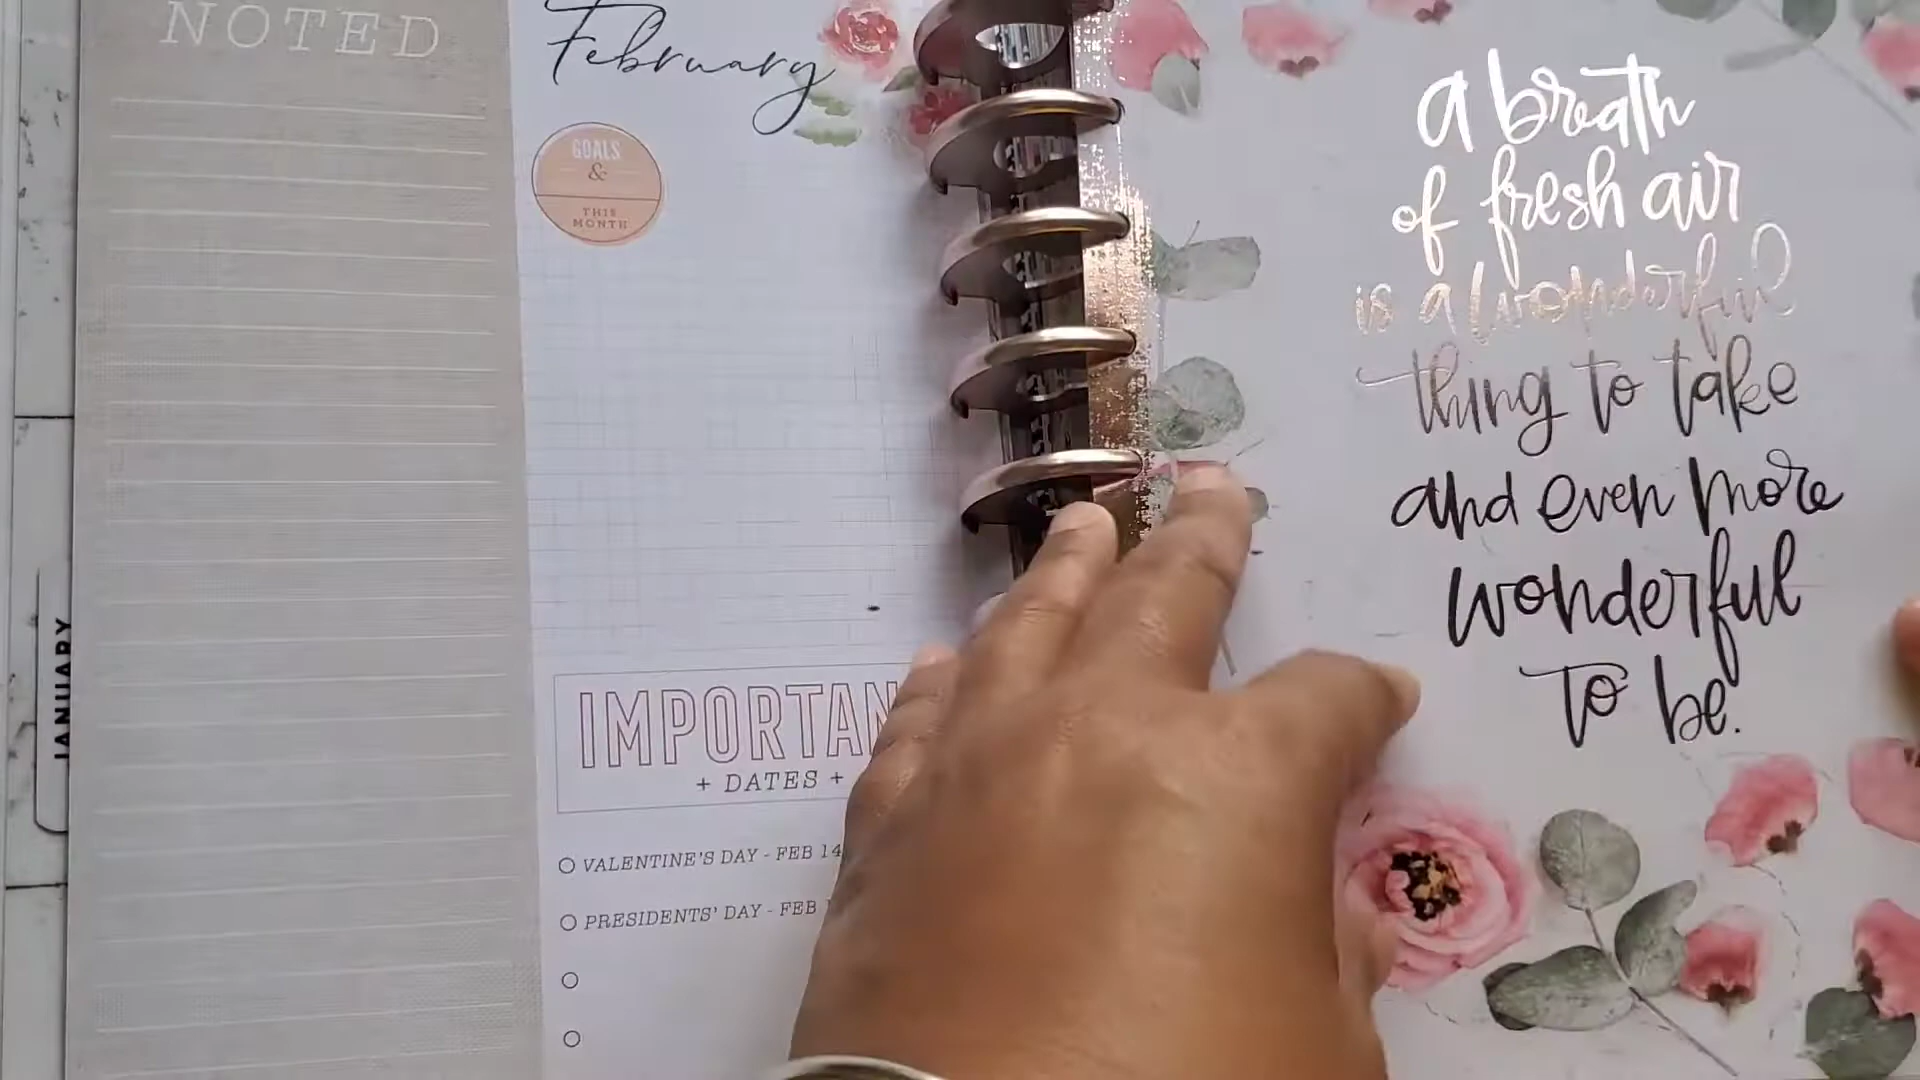 NOTED
February
GOALS
&
THIS
MONTH
+ DATES +
VALENTINE'S DAY - FEB 14
PRESIDENTS' DAY - FEB
JANUARY
a breath
of fresh air
is a wonderful
thing to take
and even more
wonderful
to be.